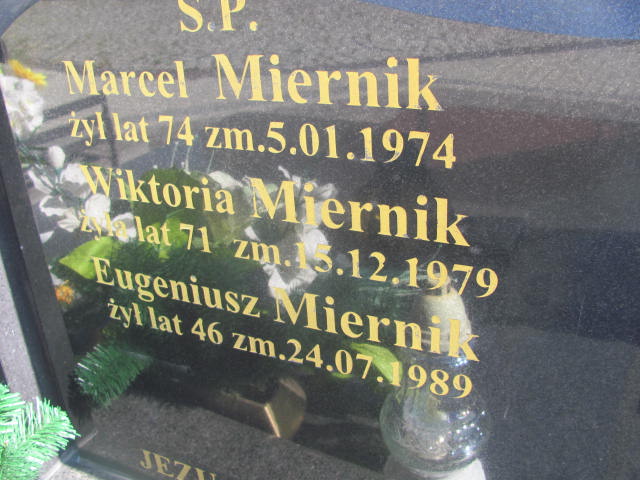 Ś.P.
Marcel Miernik
żył lat 74 zm.5.01.1974
Wiktoria Miernik
żyła lat 71 zm.15.12.1979
Eugeniusz Miernik
żył lat 46 zm.24.07.1989
JEZU